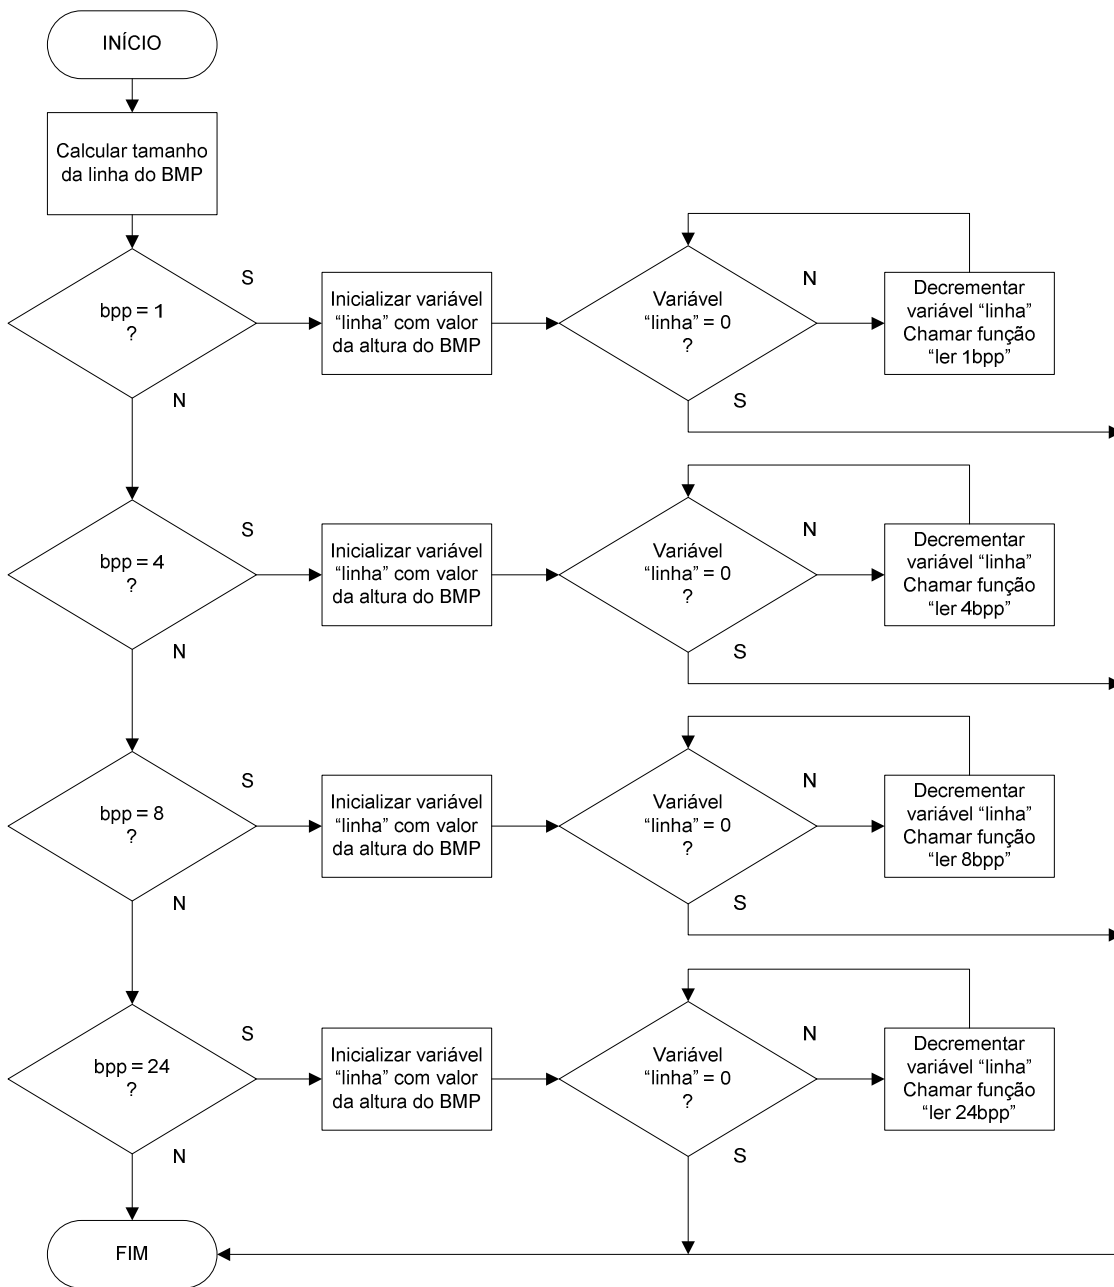 INÍCIO
Calcular tamanho
da linha do BMP
bpp = 1
?
S
N
Inicializar variável
“linha” com valor
da altura do BMP
Variável
“linha” = 0
?
N
S
Decrementar
variável “linha”
Chamar função
“ler 1bpp”
bpp = 4
?
S
N
Inicializar variável
“linha” com valor
da altura do BMP
Variável
“linha” = 0
?
N
S
Decrementar
variável “linha”
Chamar função
“ler 4bpp”
bpp = 8
?
S
N
Inicializar variável
“linha” com valor
da altura do BMP
Variável
“linha” = 0
?
N
S
Decrementar
variável “linha”
Chamar função
“ler 8bpp”
bpp = 24
?
S
N
Inicializar variável
“linha” com valor
da altura do BMP
Variável
“linha” = 0
?
N
S
Decrementar
variável “linha”
Chamar função
“ler 24bpp”
FIM